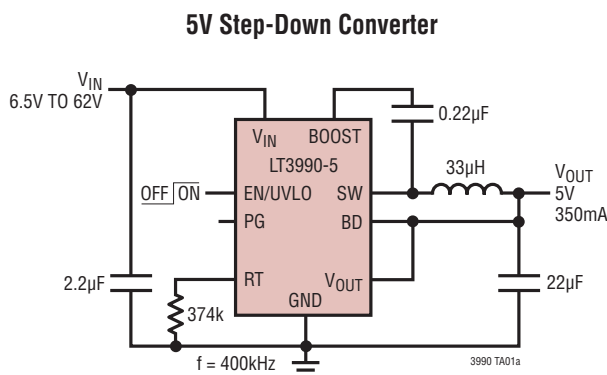 5V Step-Down Converter
VIN
6.5V TO 62V
VIN
BOOST
0.22µF
LT3990-5
33µH
VOUT
5V
350mA
OFF ON
EN/UVLO
SW
PG
BD
2.2µF
RT
VOUT
22µF
374k
GND
f = 400kHz
3990 TA01a